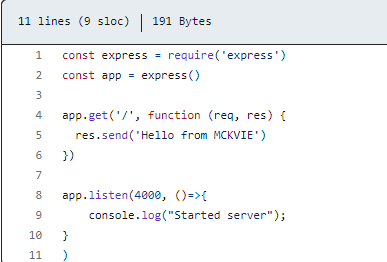 11 lines (9 sloc) 191 Bytes
1 const express = require('express')
2 const app = express()
3
4 app.get('/', function (req, res) {
5   res.send('Hello from MCKVIE')
6 })
7
8 app.listen(4000, ()=>{
9     console.log("Started server");
10 }
11 )